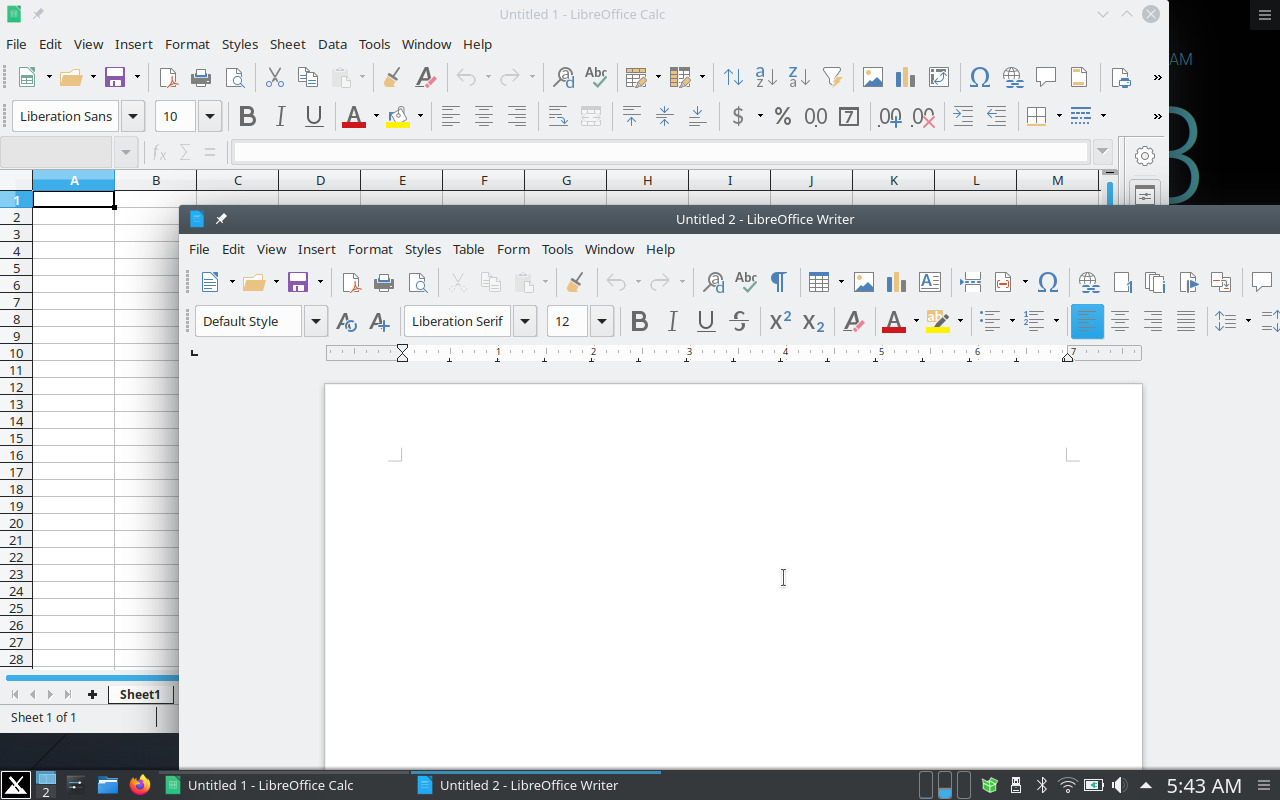 Untitled 1 - LibreOffice Calc
File Edit View Insert Format Styles Sheet Data Tools Window Help
AM
Abc
Liberation Sans 10
3
A B C D E F G H I J K L M
1
2
3
4
5
6
7
8
9
10
11
12
13
14
15
16
17
18
19
20
21
22
23
24
25
26
27
28
Sheet1
Sheet 1 of 1
Untitled 2 - LibreOffice Writer
File Edit View Insert Format Styles Table Form Tools Window Help
Abc
Default Style Liberation Serif 12
1 2 3 4 5 6 7
2 Untitled 1 - LibreOffice Calc Untitled 2 - LibreOffice Writer 5:43 AM